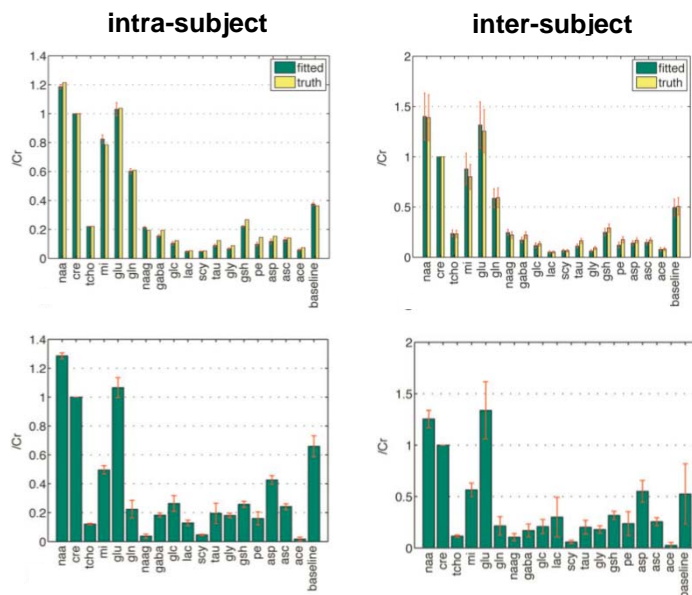 intra-subject
inter-subject
1.4
1.2
1
0.8
0.6
0.4
0.2
0
/Cr
fitted
truth
naa
cre
tcho
mi
glu
gln
naag
gaba
glc
lac
scy
tau
gly
gsh
pe
asp
asc
ace
baseline
2
1.5
1
0.5
0
/Cr
fitted
truth
naa
cre
tcho
mi
glu
gln
naag
gaba
glc
lac
scy
tau
gly
gsh
pe
asp
asc
ace
baseline
1.4
1.2
1
0.8
0.6
0.4
0.2
0
/Cr
naa
cre
tcho
mi
glu
gln
naag
gaba
glc
lac
scy
tau
gly
gsh
pe
asp
asc
ace
baseline
2
1.5
1
0.5
0
/Cr
naa
cre
tcho
mi
glu
gln
naag
gaba
glc
lac
scy
tau
gly
gsh
pe
asp
asc
ace
baseline